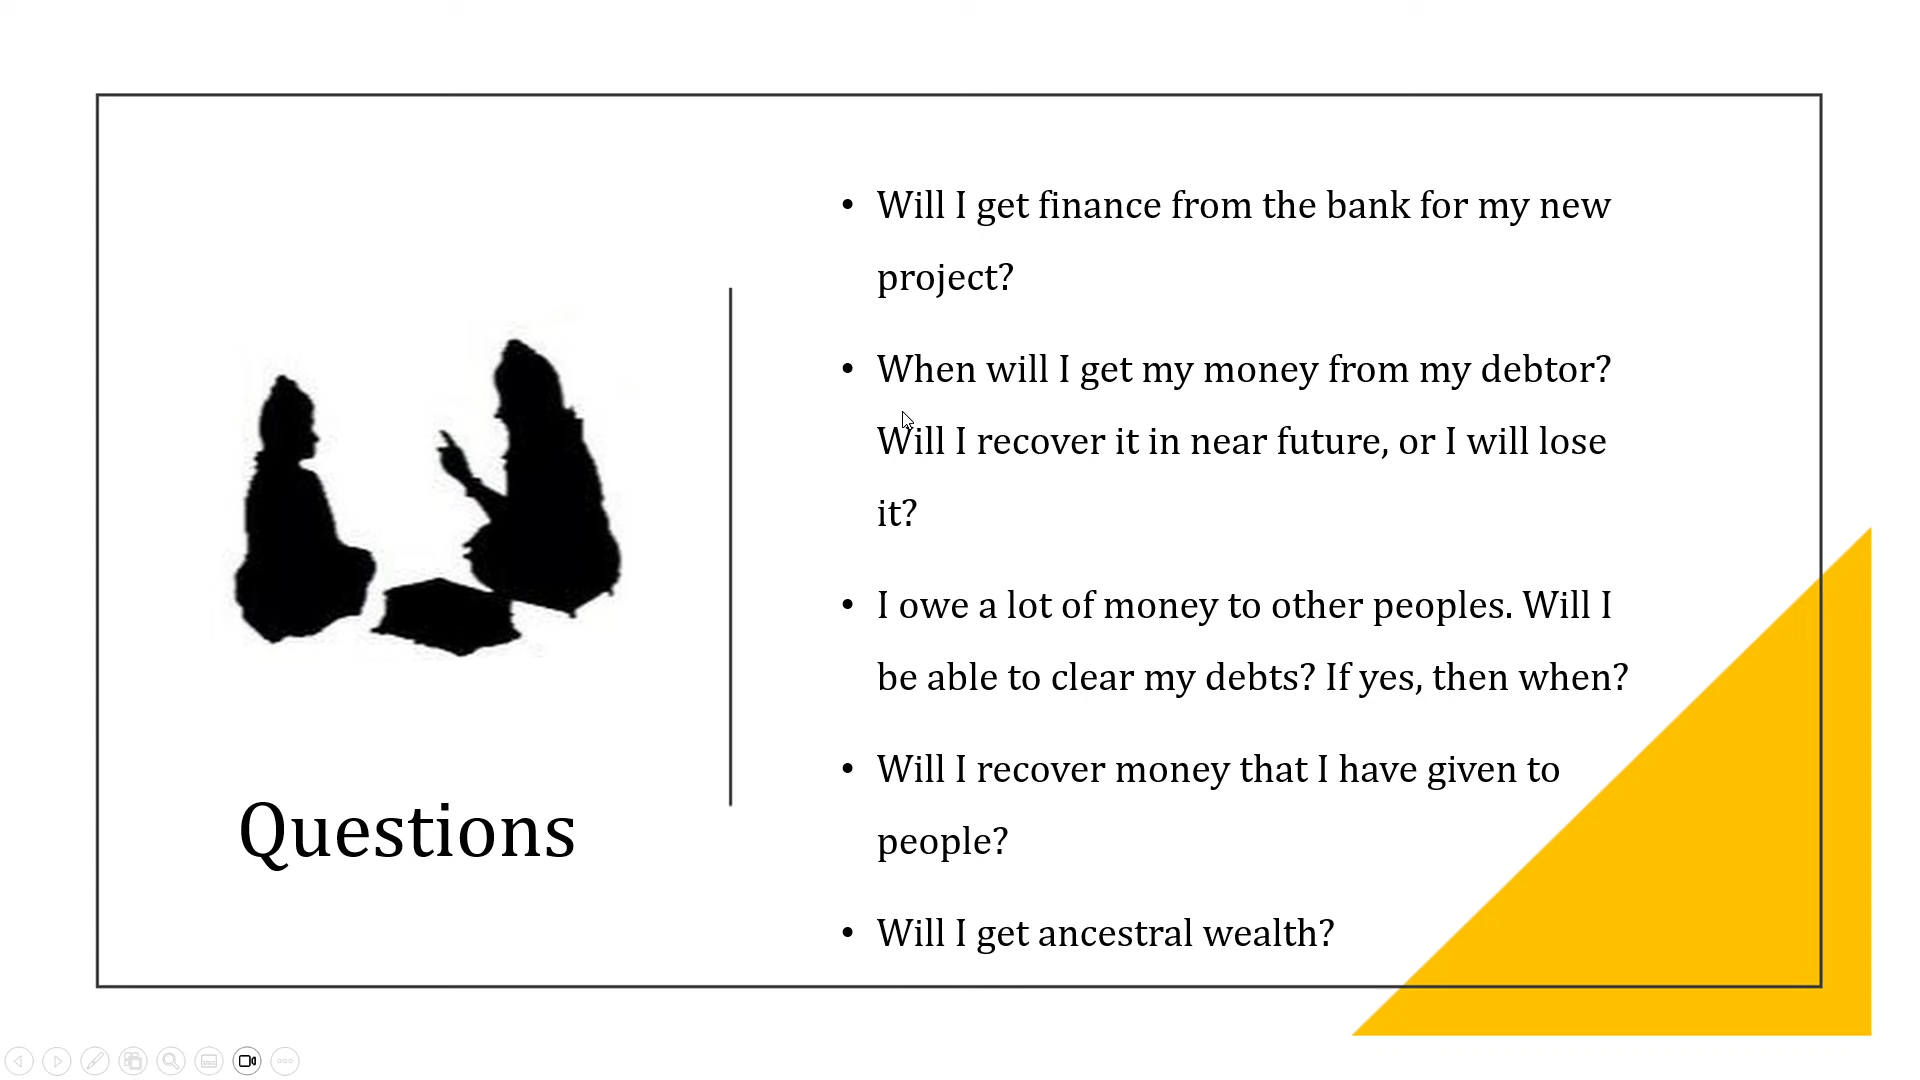 Questions
• Will I get finance from the bank for my new
project?
• When will I get my money from my debtor?
Will I recover it in near future, or I will lose
it?
• I owe a lot of money to other peoples. Will I
be able to clear my debts? If yes, then when?
• Will I recover money that I have given to
people?
• Will I get ancestral wealth?